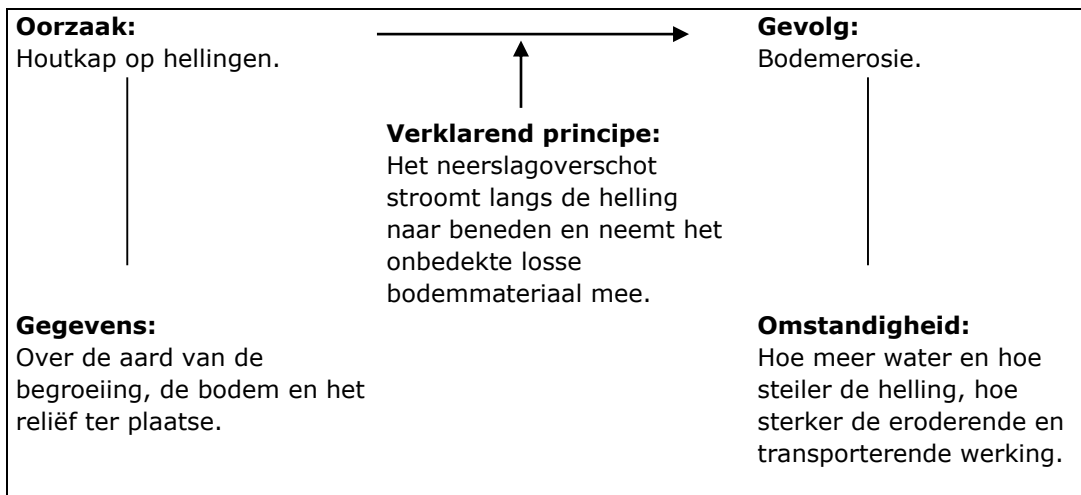 Oorzaak:
Houtkap op hellingen.
Gevolg:
Bodemerosie.
Verklarend principe:
Het neerslagoverschot
stroomt langs de helling
naar beneden en neemt het
onbedekte losse
bodemmateriaal mee.
Gegevens:
Over de aard van de
begroeiing, de bodem en het
reliëf ter plaatse.
Omstandigheid:
Hoe meer water en hoe
steiler de helling, hoe
sterker de eroderende en
transporterende werking.